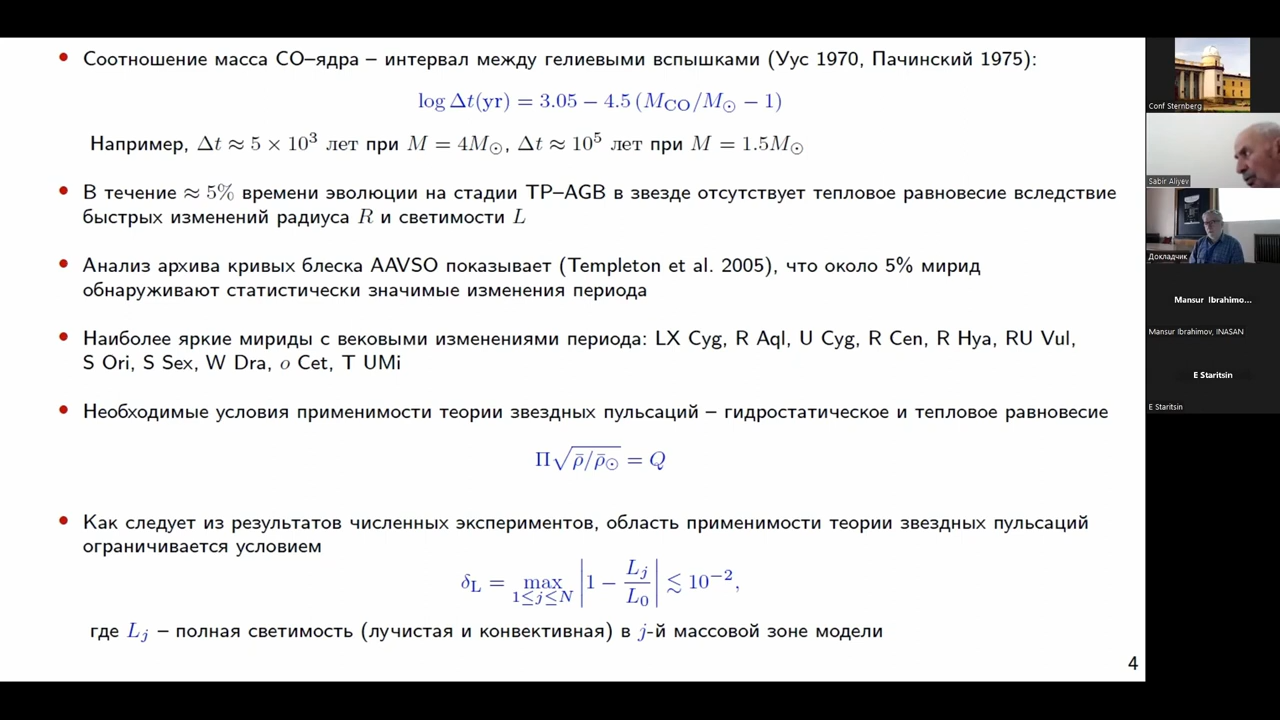 • Соотношение масса CO–ядра – интервал между гелиевыми вспышками (Уус 1970, Пачинский 1975):
log Δt(yr) = 3.05 − 4.5 (M_CO/M_⊙ − 1)
Например, Δt ≈ 5 × 10³ лет при M = 4M_⊙, Δt ≈ 10⁵ лет при M = 1.5M_⊙
• В течение ≈ 5% времени эволюции на стадии TP–AGB в звезде отсутствует тепловое равновесие вследствие
быстрых изменений радиуса R и светимости L
• Анализ архива кривых блеска AAVSO показывает (Templeton et al. 2005), что около 5% мирид
обнаруживают статистически значимые изменения периода
• Наиболее яркие мириды с вековыми изменениями периода: LX Cyg, R Aql, U Cyg, R Cen, R Hya, RU Vul,
S Ori, S Sex, W Dra, o Cet, T UMi
• Необходимые условия применимости теории звездных пульсаций – гидростатическое и тепловое равновесие
Π√(ρ̄/ρ̄_⊙) = Q
• Как следует из результатов численных экспериментов, область применимости теории звездных пульсаций
ограничивается условием
δ_L = max_{1≤j≤N} |1 − L_j/L_0| ≲ 10⁻²,
где L_j – полная светимость (лучистая и конвективная) в j-й массовой зоне модели
4
Conf Sternberg
Sabir Aliyev
Докладчик
Mansur Ibrahimo...
Mansur Ibrahimov, INASAN
E Staritsin
E Staritsin